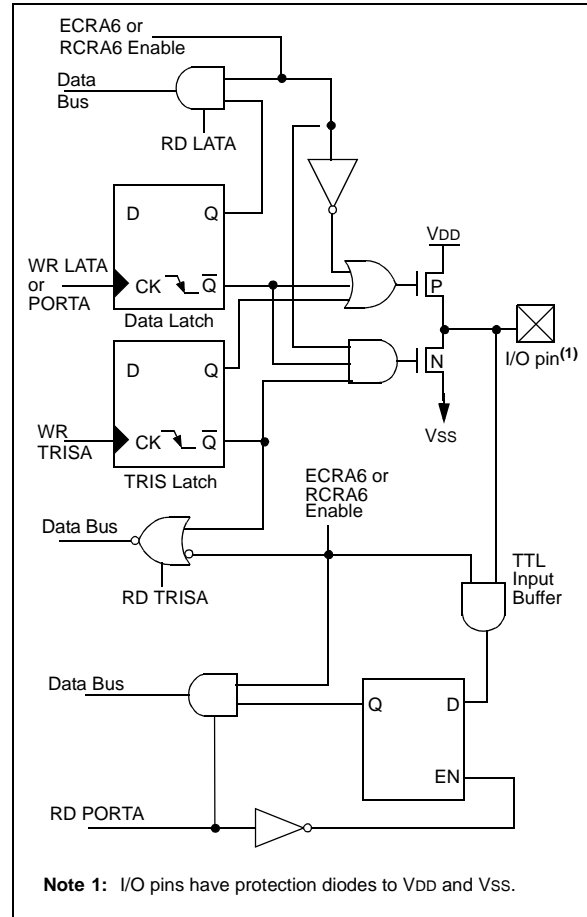 ECRA6 or
RCRA6 Enable
Data
Bus
RD LATA
D
Q
VDD
WR LATA
or
PORTA
CK
Q
P
Data Latch
I/O pin(1)
D
Q
N
WR
TRISA
CK
Q
VSS
TRIS Latch
ECRA6 or
RCRA6
Enable
Data Bus
TTL
Input
Buffer
RD TRISA
Data Bus
Q
D
EN
RD PORTA
Note 1: I/O pins have protection diodes to VDD and VSS.